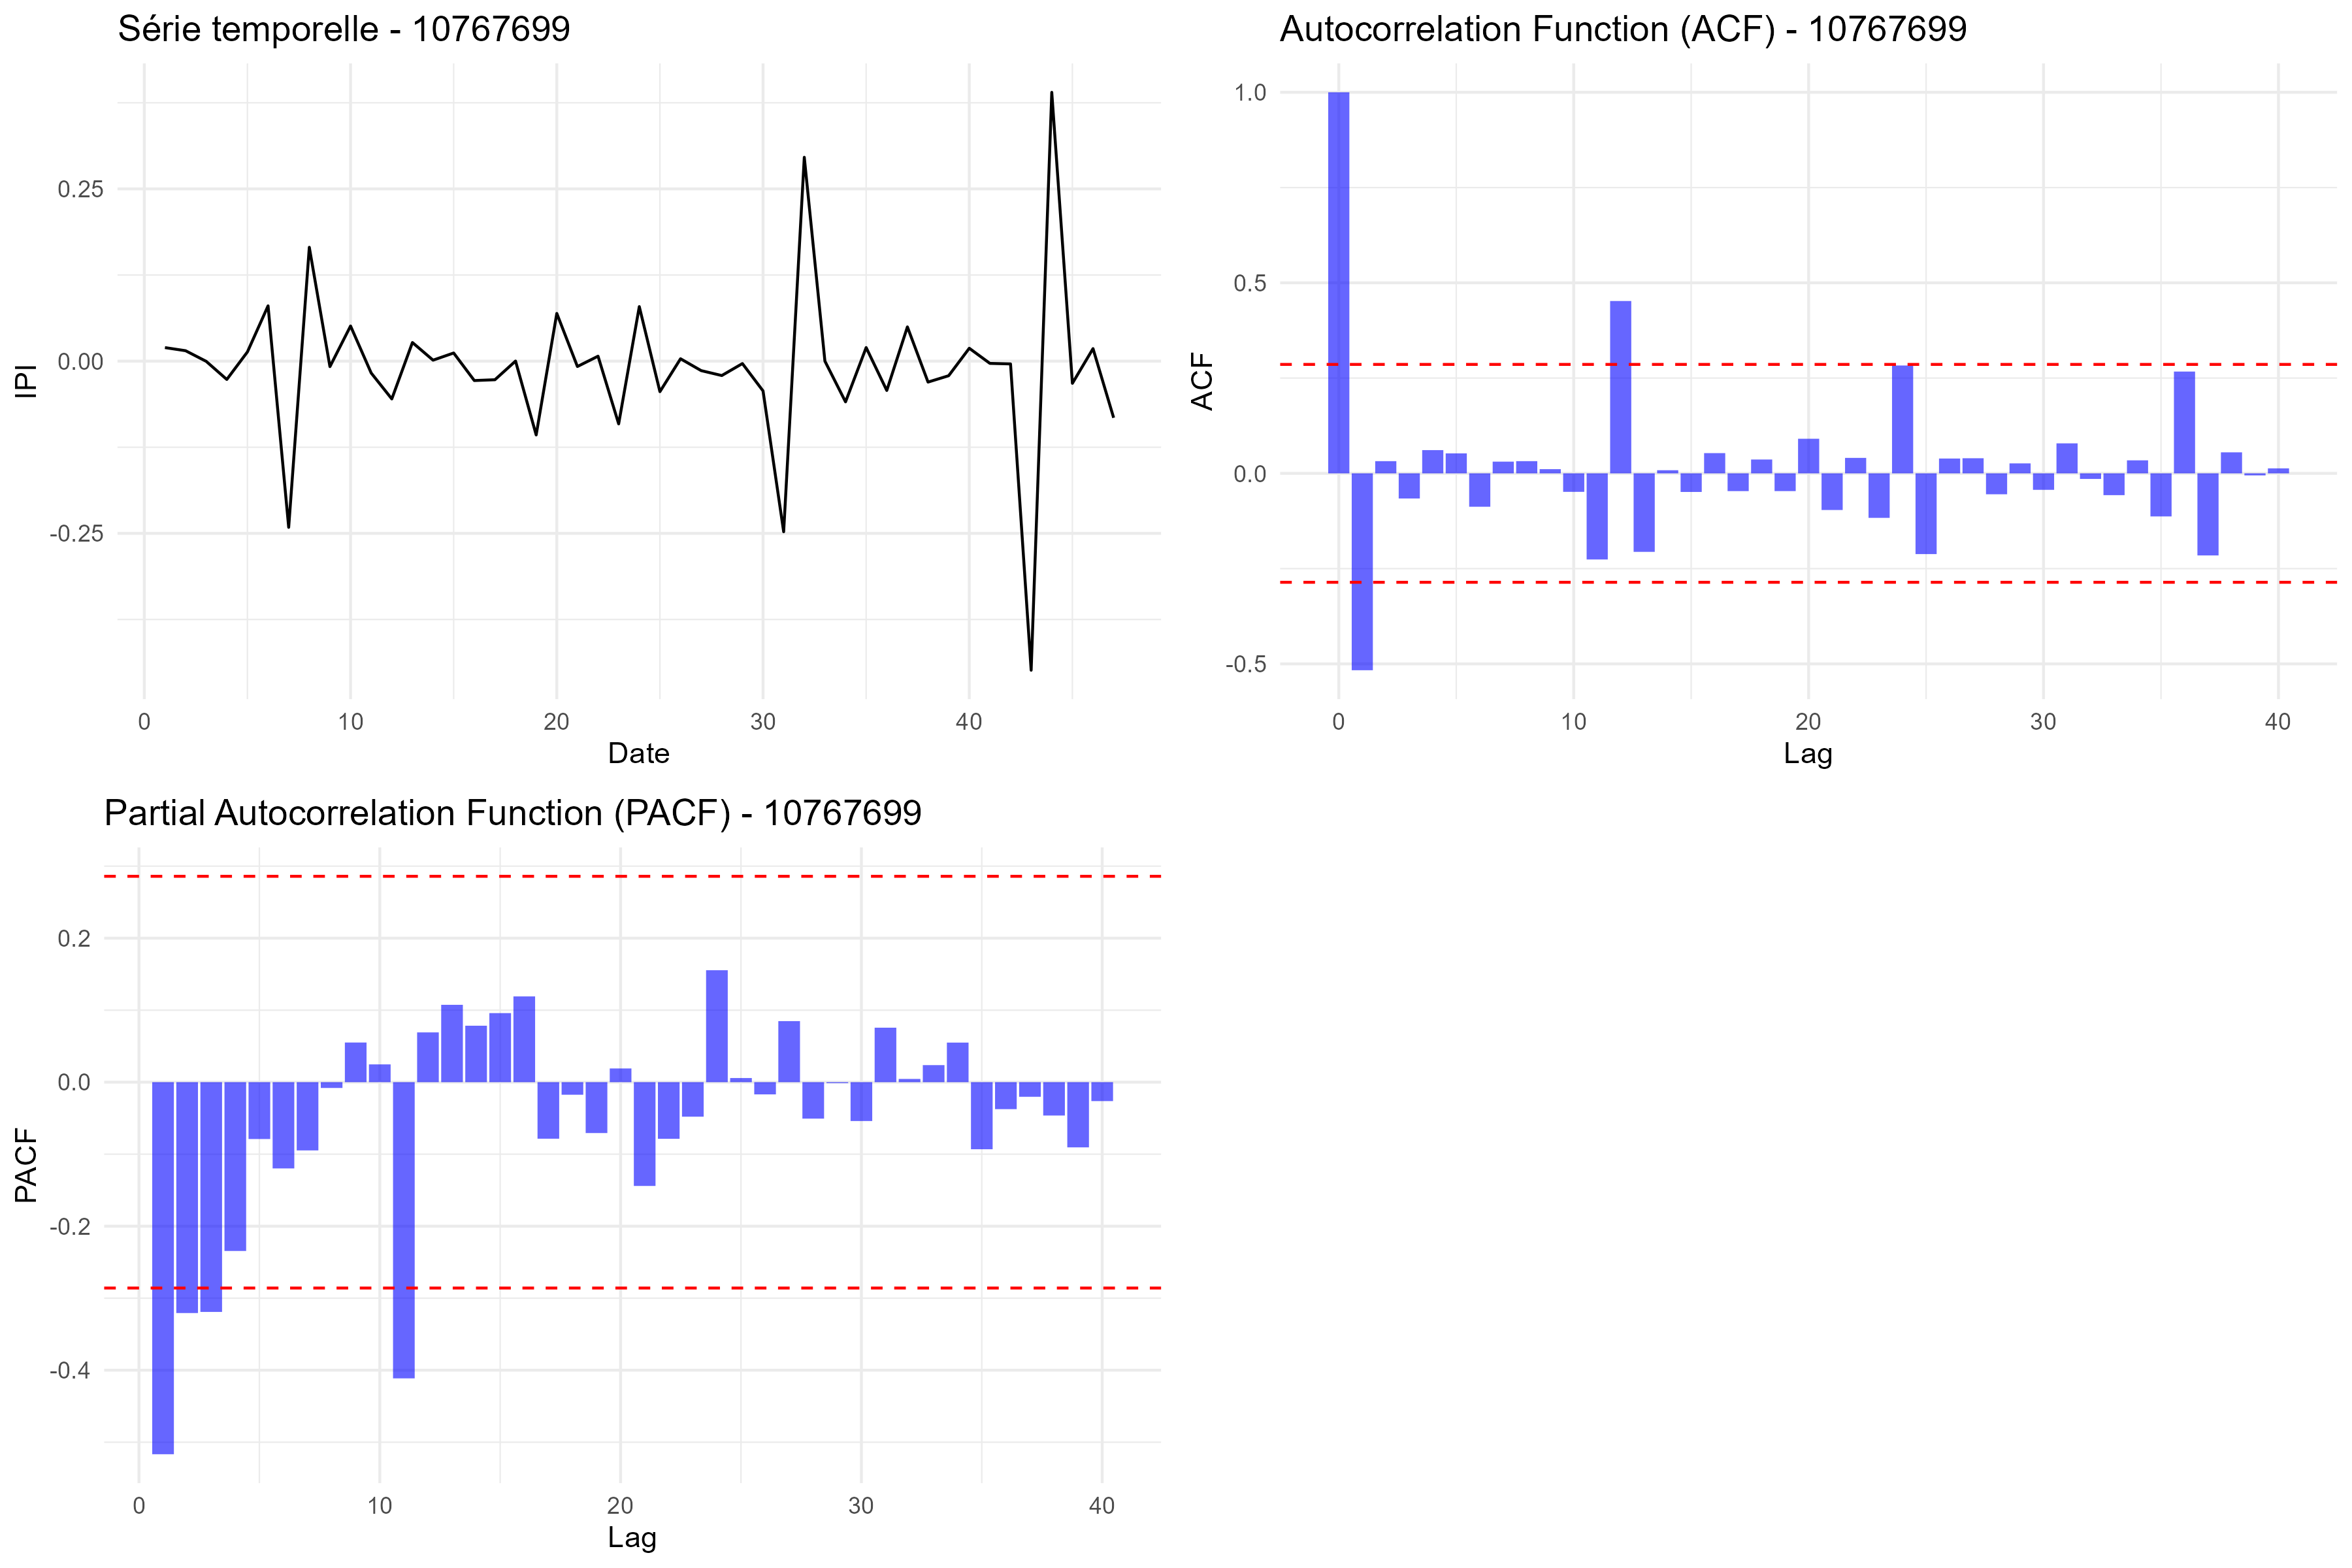 Série temporelle - 10767699
0.25
0.00
-0.25
IPI
0
10
20
30
40
Date
Autocorrelation Function (ACF) - 10767699
1.0
0.5
0.0
-0.5
ACF
0
10
20
30
40
Lag
Partial Autocorrelation Function (PACF) - 10767699
0.2
0.0
-0.2
-0.4
PACF
0
10
20
30
40
Lag